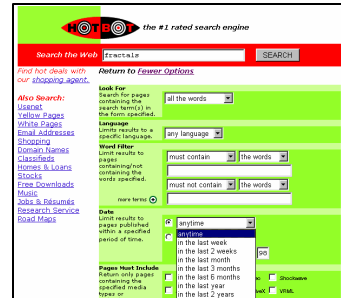 HOTBOT the #1 rated search engine
Search the Web fractals SEARCH
Find hot deals with
our shopping agent.
Return to Fewer Options
Also Search:
Usenet
Yellow Pages
White Pages
Email Addresses
Shopping
Domain Names
Classifieds
Homes & Loans
Stocks
Free Downloads
Music
Jobs & Résumés
Research Service
Road Maps
Look For
Search for pages
containing the
search term(s) in
the form specified.
all the words
Language
Limits results to a
specific language.
any language
Word Filter
Limit results to
pages
containing/not
containing the
words specified.
must contain the words
must not contain the words
more terms
Date
Limit results to
pages published
within a specified
period of time.
anytime
anytime
in the last week
in the last 2 weeks
in the last month
in the last 3 months
in the last 6 months
in the last year
in the last 2 years
98
Pages Must Include
Return only pages
containing the
specified media
types or
Shockwave
VRML